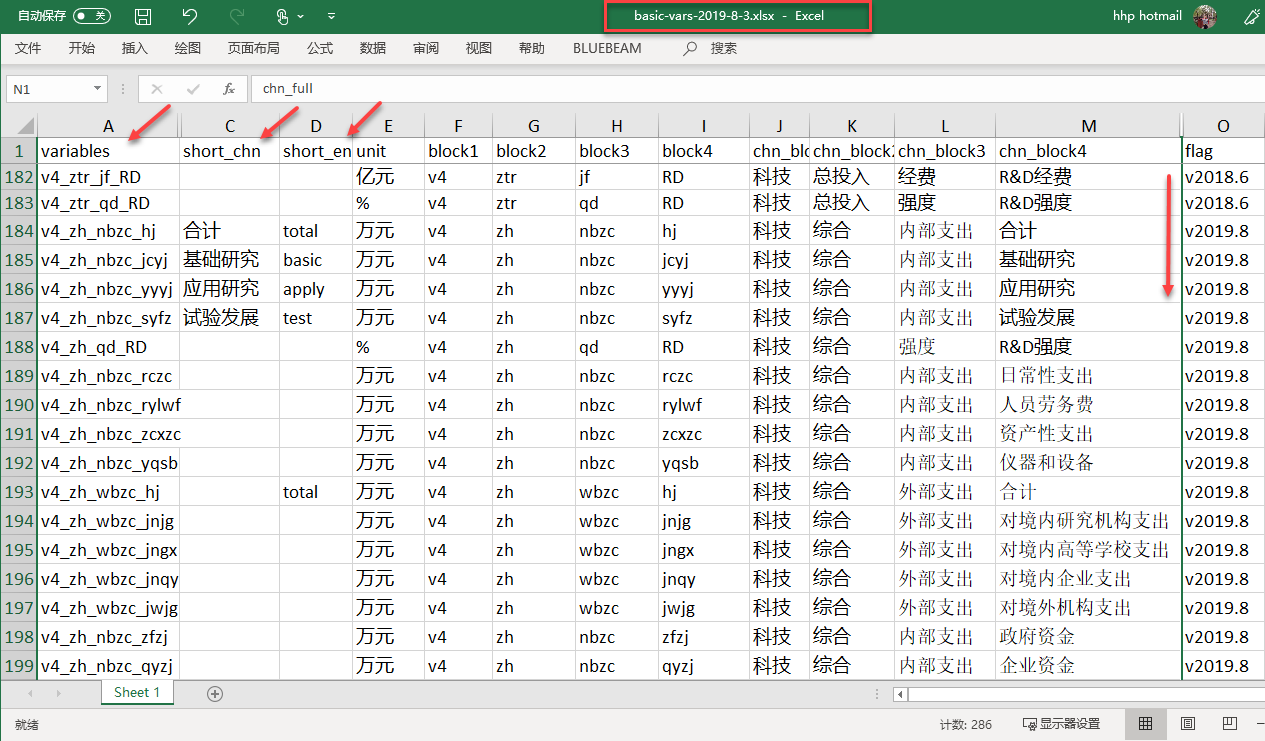 自动保存 关 basic-vars-2019-8-3.xlsx - Excel hhp hotmail
文件 开始 插入 绘图 页面布局 公式 数据 审阅 视图 帮助 BLUEBEAM 搜索
N1 fx chn_full
A C D E F G H I J K L M O
1 variables short_chn short_en unit block1 block2 block3 block4 chn_blo chn_block2 chn_block3 chn_block4 flag
182 v4_ztr_jf_RD 亿元 v4 ztr jf RD 科技 总投入 经费 R&D经费 v2018.6
183 v4_ztr_qd_RD % v4 ztr qd RD 科技 总投入 强度 R&D强度 v2018.6
184 v4_zh_nbzc_hj 合计 total 万元 v4 zh nbzc hj 科技 综合 内部支出 合计 v2019.8
185 v4_zh_nbzc_jcyj 基础研究 basic 万元 v4 zh nbzc jcyj 科技 综合 内部支出 基础研究 v2019.8
186 v4_zh_nbzc_yyyj 应用研究 apply 万元 v4 zh nbzc yyyj 科技 综合 内部支出 应用研究 v2019.8
187 v4_zh_nbzc_syfz 试验发展 test 万元 v4 zh nbzc syfz 科技 综合 内部支出 试验发展 v2019.8
188 v4_zh_qd_RD % v4 zh qd RD 科技 综合 强度 R&D强度 v2019.8
189 v4_zh_nbzc_rczc 万元 v4 zh nbzc rczc 科技 综合 内部支出 日常性支出 v2019.8
190 v4_zh_nbzc_rylwf 万元 v4 zh nbzc rylwf 科技 综合 内部支出 人员劳务费 v2019.8
191 v4_zh_nbzc_zcxzc 万元 v4 zh nbzc zcxzc 科技 综合 内部支出 资产性支出 v2019.8
192 v4_zh_nbzc_yqsb 万元 v4 zh nbzc yqsb 科技 综合 内部支出 仪器和设备 v2019.8
193 v4_zh_wbzc_hj total 万元 v4 zh wbzc hj 科技 综合 外部支出 合计 v2019.8
194 v4_zh_wbzc_jnjg 万元 v4 zh wbzc jnjg 科技 综合 外部支出 对境内研究机构支出 v2019.8
195 v4_zh_wbzc_jngx 万元 v4 zh wbzc jngx 科技 综合 外部支出 对境内高等学校支出 v2019.8
196 v4_zh_wbzc_jnqy 万元 v4 zh wbzc jnqy 科技 综合 外部支出 对境内企业支出 v2019.8
197 v4_zh_wbzc_jwjg 万元 v4 zh wbzc jwjg 科技 综合 外部支出 对境外机构支出 v2019.8
198 v4_zh_nbzc_zfzj 万元 v4 zh nbzc zfzj 科技 综合 内部支出 政府资金 v2019.8
199 v4_zh_nbzc_qyzj 万元 v4 zh nbzc qyzj 科技 综合 内部支出 企业资金 v2019.8
Sheet 1
就绪 计数: 286 显示器设置